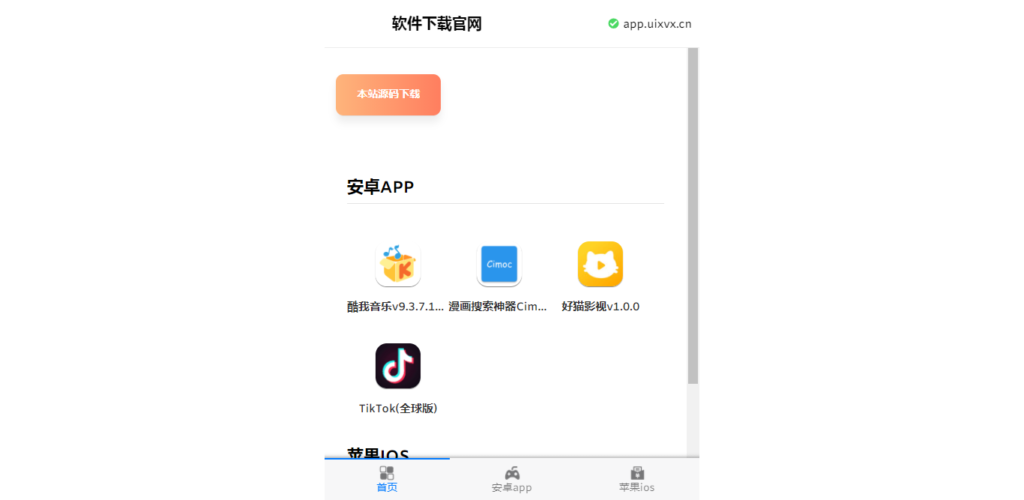 软件下载官网
app.uixvx.cn
本站源码下载
安卓APP
K
Cimoc
酷我音乐v9.3.7.1...
漫画搜索神器Cim...
好猫影视v1.0.0
TikTok(全球版)
苹果IOS
首页
安卓app
苹果ios